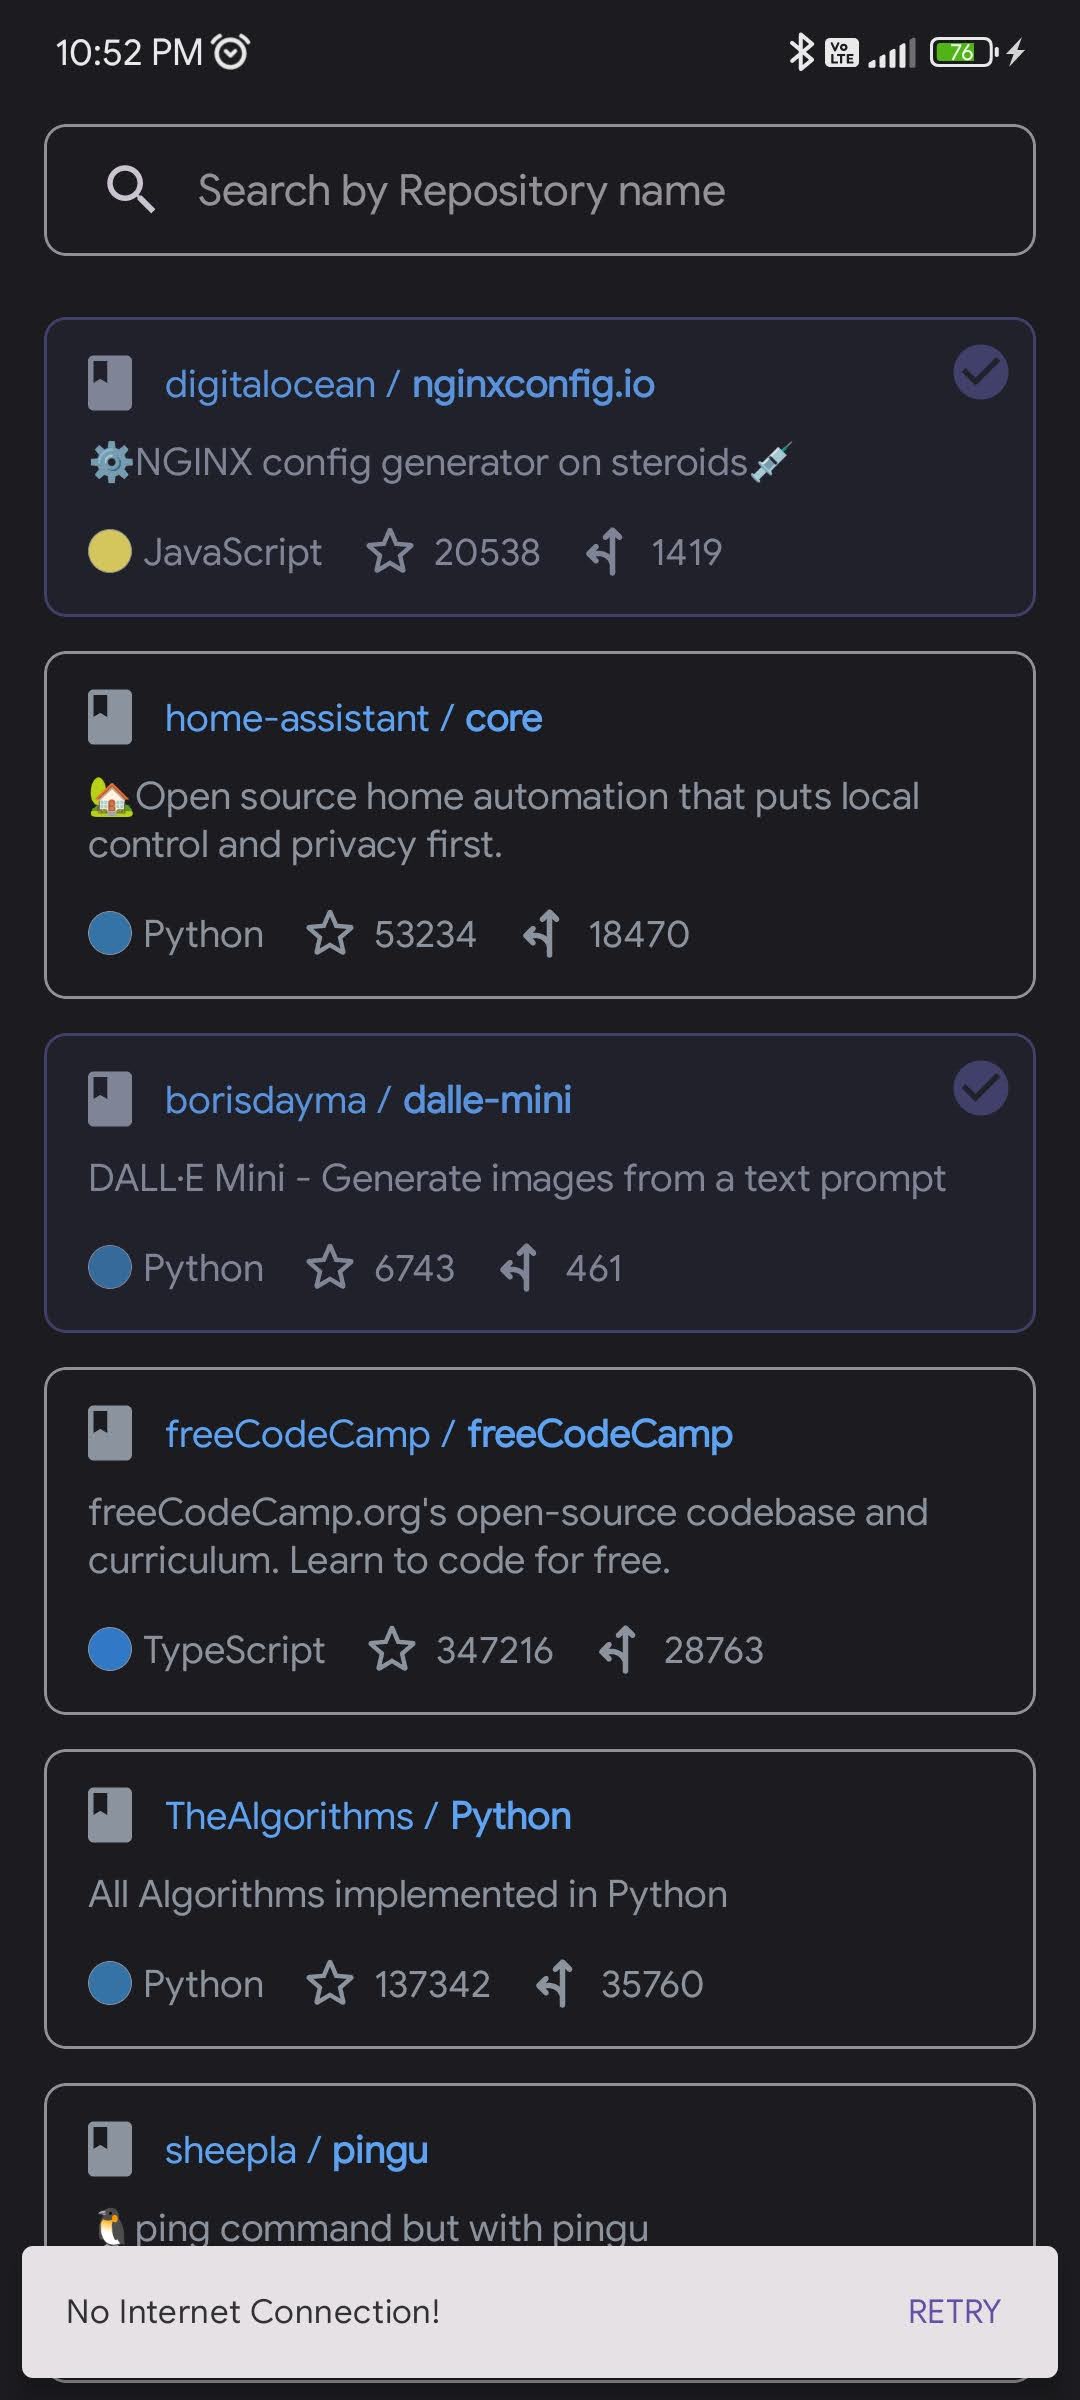 10:52 PM
Vo LTE
76
Search by Repository name
digitalocean / nginxconfig.io
⚙️NGINX config generator on steroids💉
JavaScript 20538 1419
home-assistant / core
🏡Open source home automation that puts local
control and privacy first.
Python 53234 18470
borisdayma / dalle-mini
DALL·E Mini - Generate images from a text prompt
Python 6743 461
freeCodeCamp / freeCodeCamp
freeCodeCamp.org's open-source codebase and
curriculum. Learn to code for free.
TypeScript 347216 28763
TheAlgorithms / Python
All Algorithms implemented in Python
Python 137342 35760
sheepla / pingu
🐧ping command but with pingu
No Internet Connection! RETRY